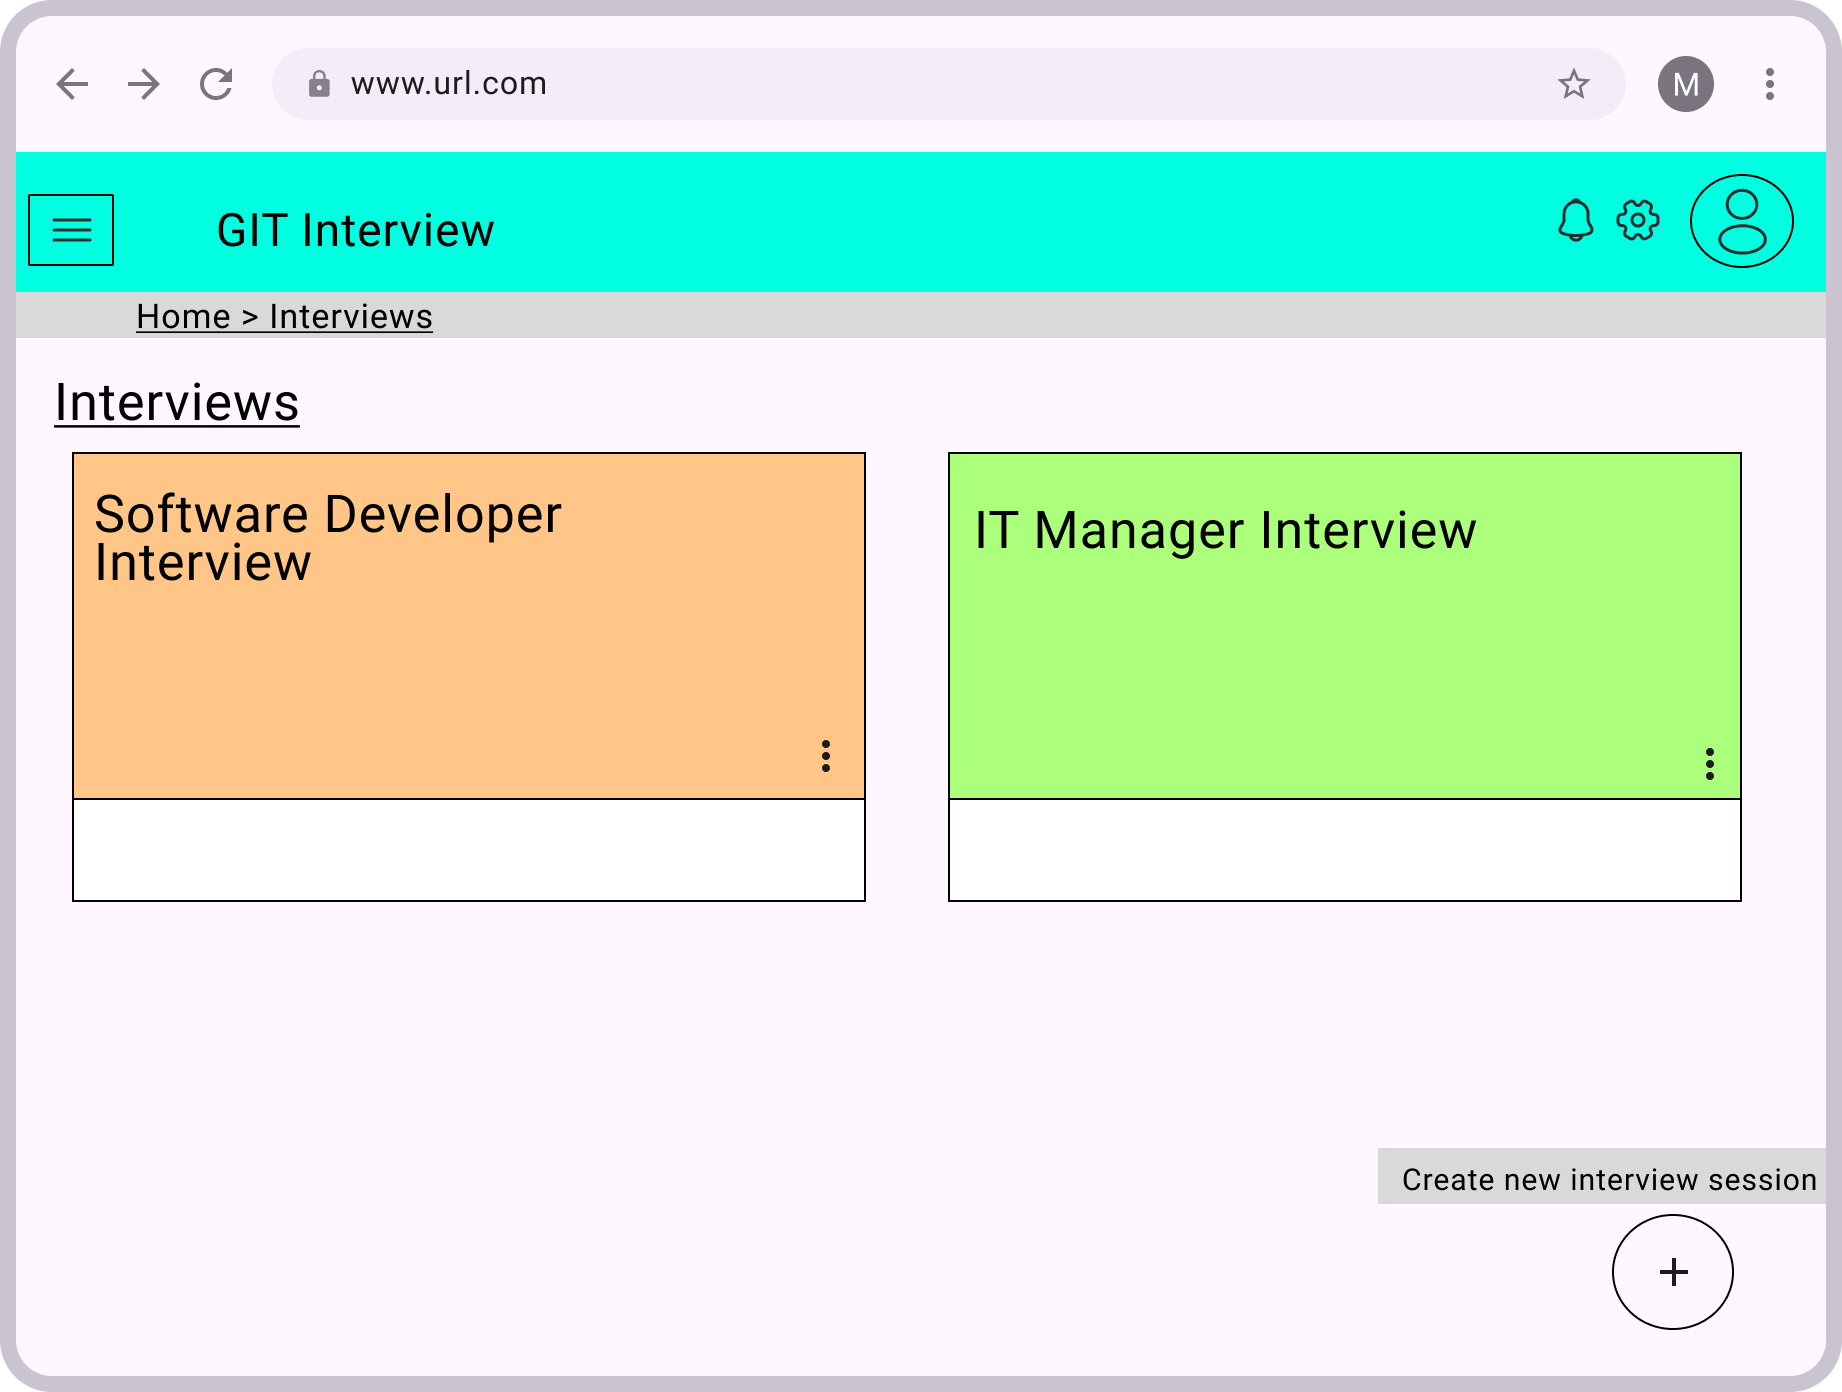 www.url.com
M
GIT Interview
Home > Interviews
Interviews
Software Developer
Interview
IT Manager Interview
Create new interview session